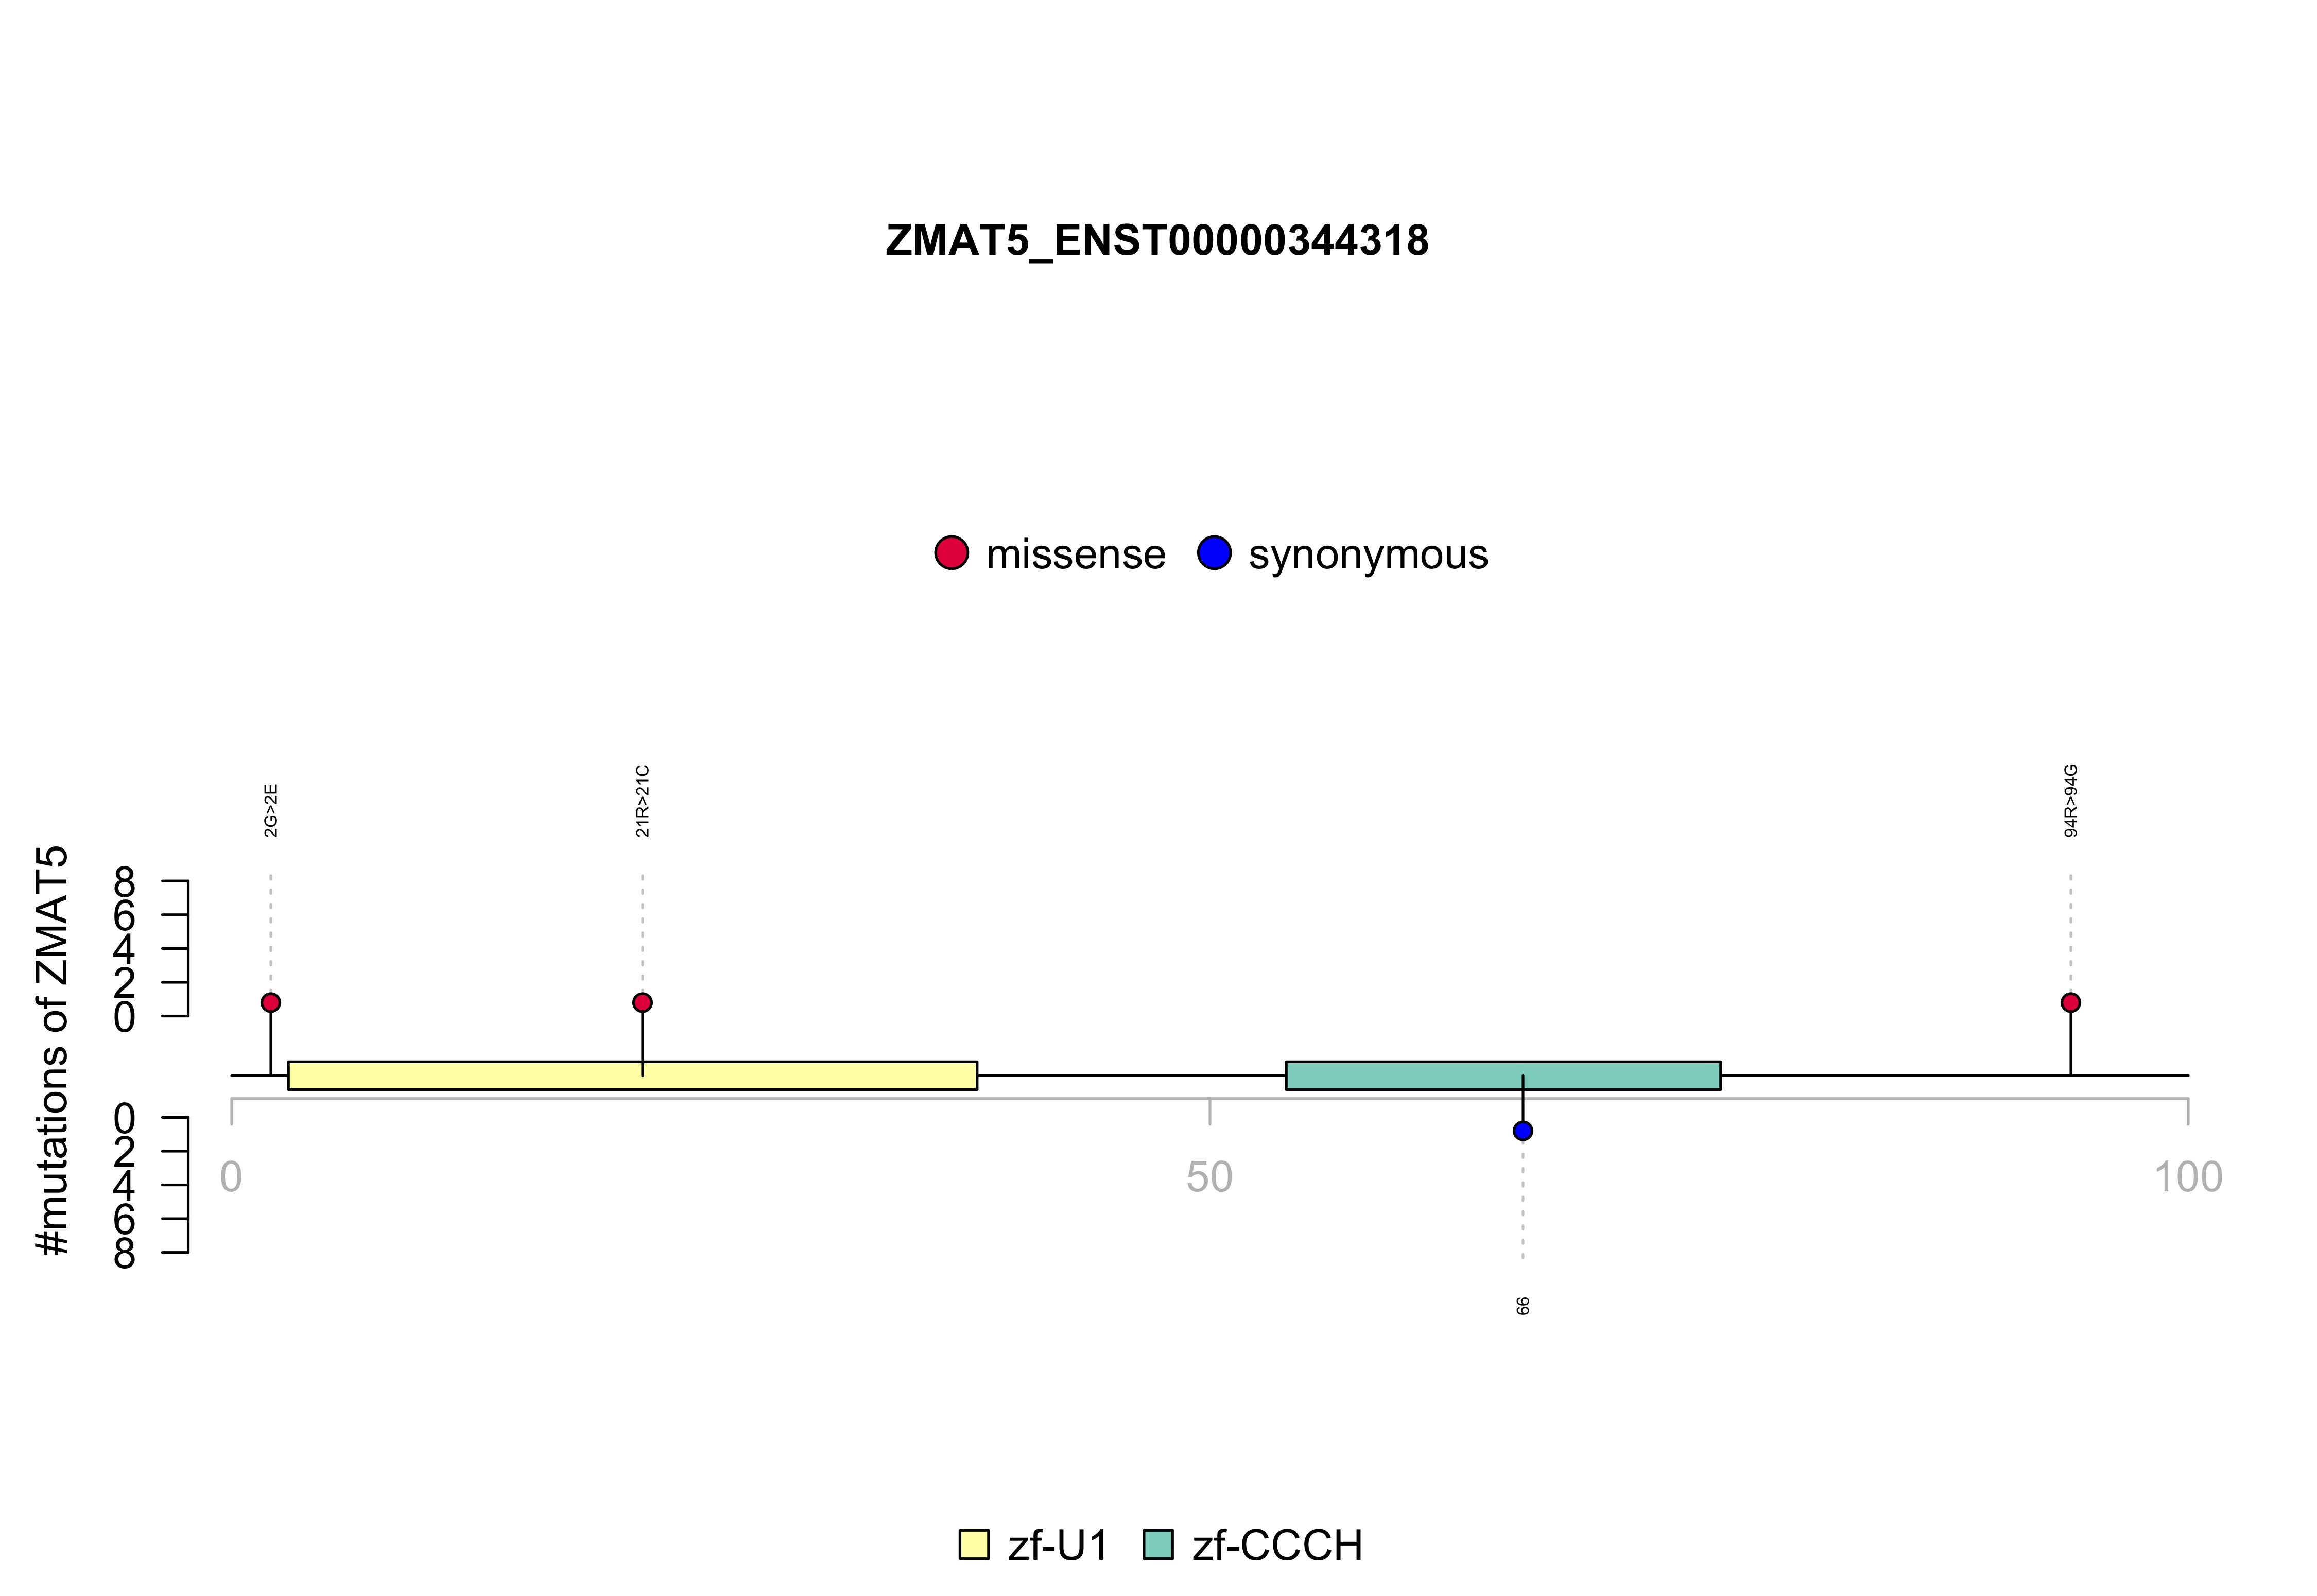 ZMAT5_ENST00000344318
missense synonymous
2G>2E 21R>21C 94R>94G
#mutations of ZMAT5
8
6
4
2
0
0
2
4
6
8
0 50 100
66
zf-U1 zf-CCCH